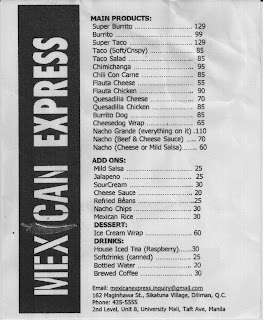 MEXICAN EXPRESS
MAIN PRODUCTS:
Super Burrito ..................... 129
Burrito ............................. 99
Super Taco ....................... 129
Taco (Soft/Crispy) .............. 85
Taco Salad ........................ 85
Chimichanga ..................... 95
Chili Con Carne .................. 85
Flauta Cheese .................... 55
Flauta Chicken ................... 90
Quesadilla Cheese ............... 70
Quesadilla Chicken .............. 85
Burrito Dog ....................... 85
Cheesedog Wrap ................. 65
Nacho Grande (everything on it) .110
Nacho (Beef & Cheese Sauce) ..... 70
Nacho (Cheese or Mild Salsa)...... 60
ADD ONS:
Mild Salsa ......................... 25
Jalapeno .......................... 25
SourCream ........................ 30
Cheese Sauce .................... 20
Refried Beans .................... 25
Nacho Chips ...................... 30
Mexican Rice ..................... 30
DESSERT:
Ice Cream Wrap ................. 60
DRINKS:
House Iced Tea (Raspberry)......30
Softdrinks (canned) ............. 25
Bottled Water .................... 20
Brewed Coffee ................... 30
Email: mexicanexpress_inquiry@gmail.com
162 Maginhawa St., Sikatuna Village, Diliman, Q.C.
Phone: 435-5555
2nd Level, Unit 8, University Mall, Taft Ave, Manila